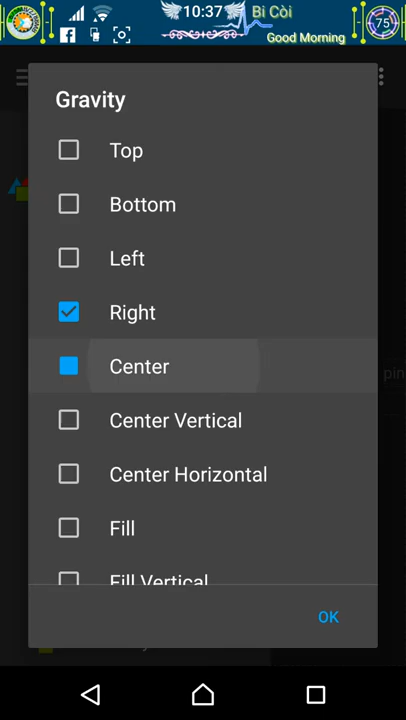 10:37
Bi Còi
75
Good Morning
Gravity
Top
Bottom
Left
Right
Center
pin
Center Vertical
Center Horizontal
Fill
Fill Vertical
OK